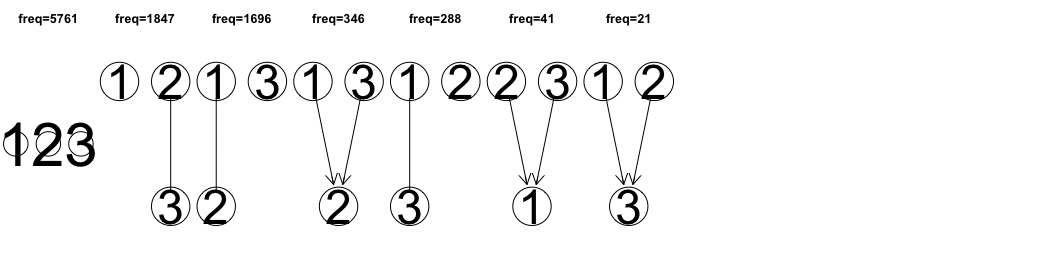 freq=5761 freq=1847 freq=1696 freq=346 freq=288 freq=41 freq=21
1 2 1 3 1 3 1 2 2 3 1 2
123
3 2 2 3 1 3